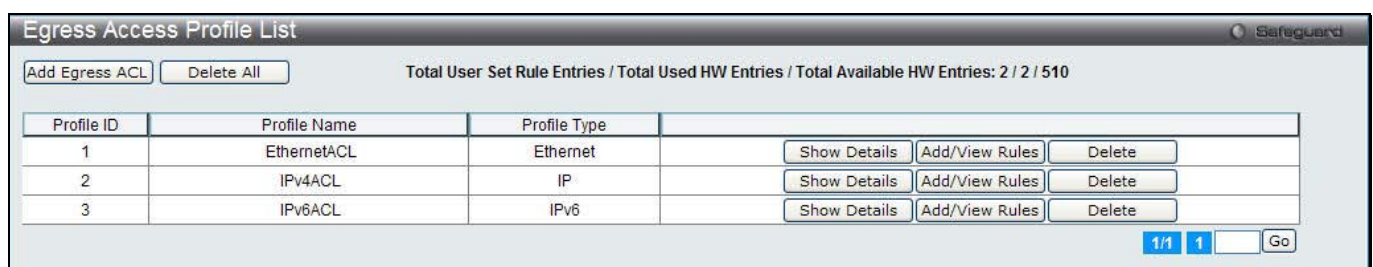 Egress Access Profile List
Safeguard
Add Egress ACL Delete All Total User Set Rule Entries / Total Used HW Entries / Total Available HW Entries: 2 / 2 / 510
Profile ID Profile Name Profile Type
1 EthernetACL Ethernet Show Details Add/View Rules Delete
2 IPv4ACL IP Show Details Add/View Rules Delete
3 IPv6ACL IPv6 Show Details Add/View Rules Delete
1/1 1 Go